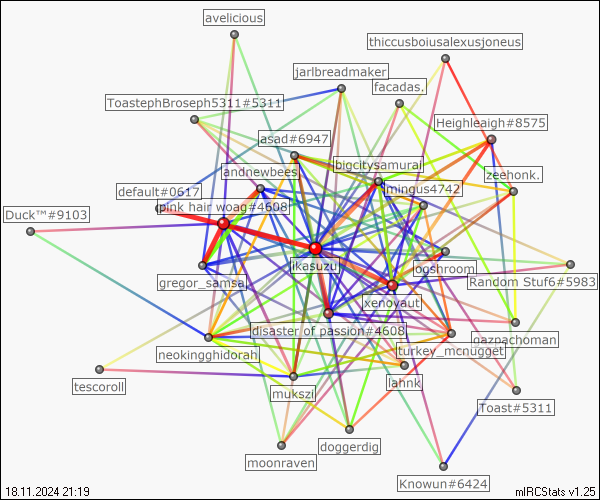 avelicious
thiccusboiusalexusjoneus
jarlbreadmaker
facadas.
ToastephBroseph5311#5311
Heighleaigh#8575
asad#6947
bigcitysamurai
andnewbees
zeehonk.
default#0617
mingus4742
pink hair woag#4608
Duck™#9103
ikasuzu
logshroom
gregor_samsa.
Random Stuf6#5983
xenoyaut
disaster of passion#4608
gazpachoman
turkey_mcnugget
neokingghidorah
tescoroll
mukszi
lahnk
Toast#5311
doggerdig
moonraven
Knowun#6424
18.11.2024 21:19
mIRCStats v1.25